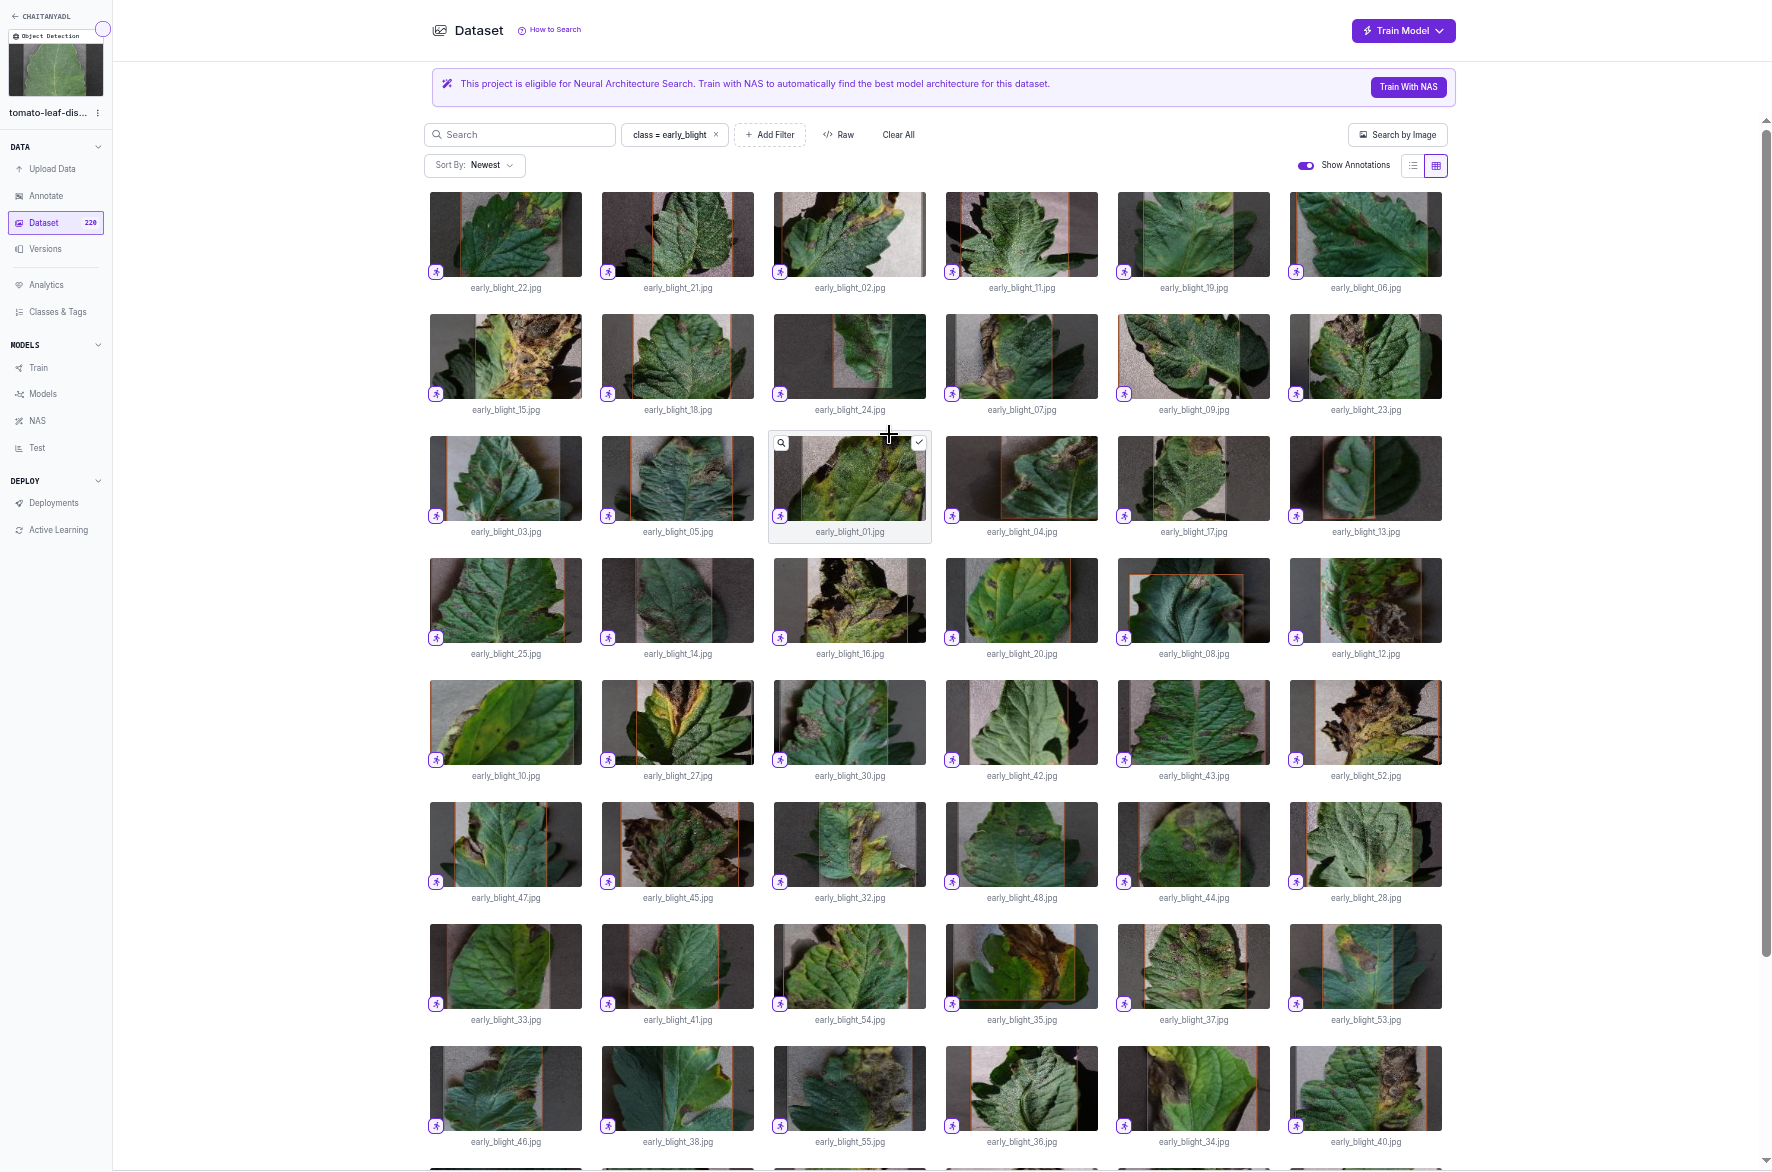 CHAITANYADL
Object Detection
tomato-leaf-dis...
DATA
Upload Data
Annotate
Dataset 220
Versions
Analytics
Classes & Tags
MODELS
Train
Models
NAS
Test
DEPLOY
Deployments
Active Learning
Dataset How to Search Train Model
This project is eligible for Neural Architecture Search. Train with NAS to automatically find the best model architecture for this dataset. Train With NAS
Search class = early_blight × + Add Filter </> Raw Clear All Search by Image
Sort By: Newest Show Annotations
early_blight_22.jpg early_blight_21.jpg early_blight_02.jpg early_blight_11.jpg early_blight_19.jpg early_blight_06.jpg
early_blight_15.jpg early_blight_18.jpg early_blight_24.jpg early_blight_07.jpg early_blight_09.jpg early_blight_23.jpg
early_blight_03.jpg early_blight_05.jpg early_blight_01.jpg early_blight_04.jpg early_blight_17.jpg early_blight_13.jpg
early_blight_25.jpg early_blight_14.jpg early_blight_16.jpg early_blight_20.jpg early_blight_08.jpg early_blight_12.jpg
early_blight_10.jpg early_blight_27.jpg early_blight_30.jpg early_blight_42.jpg early_blight_43.jpg early_blight_52.jpg
early_blight_47.jpg early_blight_45.jpg early_blight_32.jpg early_blight_48.jpg early_blight_44.jpg early_blight_28.jpg
early_blight_33.jpg early_blight_41.jpg early_blight_54.jpg early_blight_35.jpg early_blight_37.jpg early_blight_53.jpg
early_blight_46.jpg early_blight_38.jpg early_blight_55.jpg early_blight_36.jpg early_blight_34.jpg early_blight_40.jpg